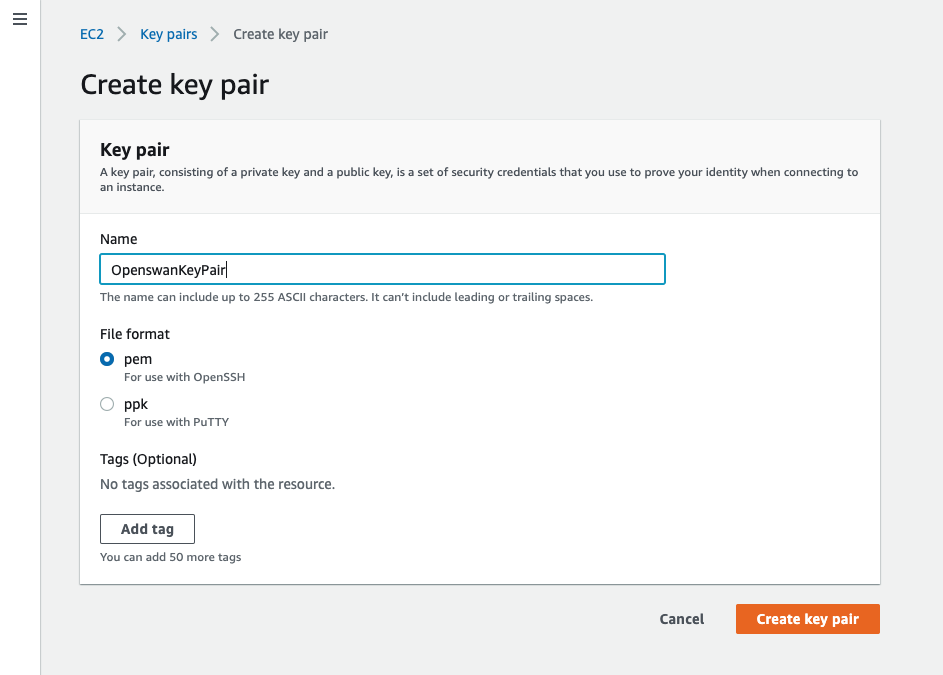 EC2 Key pairs Create key pair
Create key pair
Key pair
A key pair, consisting of a private key and a public key, is a set of security credentials that you use to prove your identity when connecting to
an instance.
Name
OpenswanKeyPair
The name can include up to 255 ASCII characters. It can't include leading or trailing spaces.
File format
pem
For use with OpenSSH
ppk
For use with PuTTY
Tags (Optional)
No tags associated with the resource.
Add tag
You can add 50 more tags
Cancel Create key pair